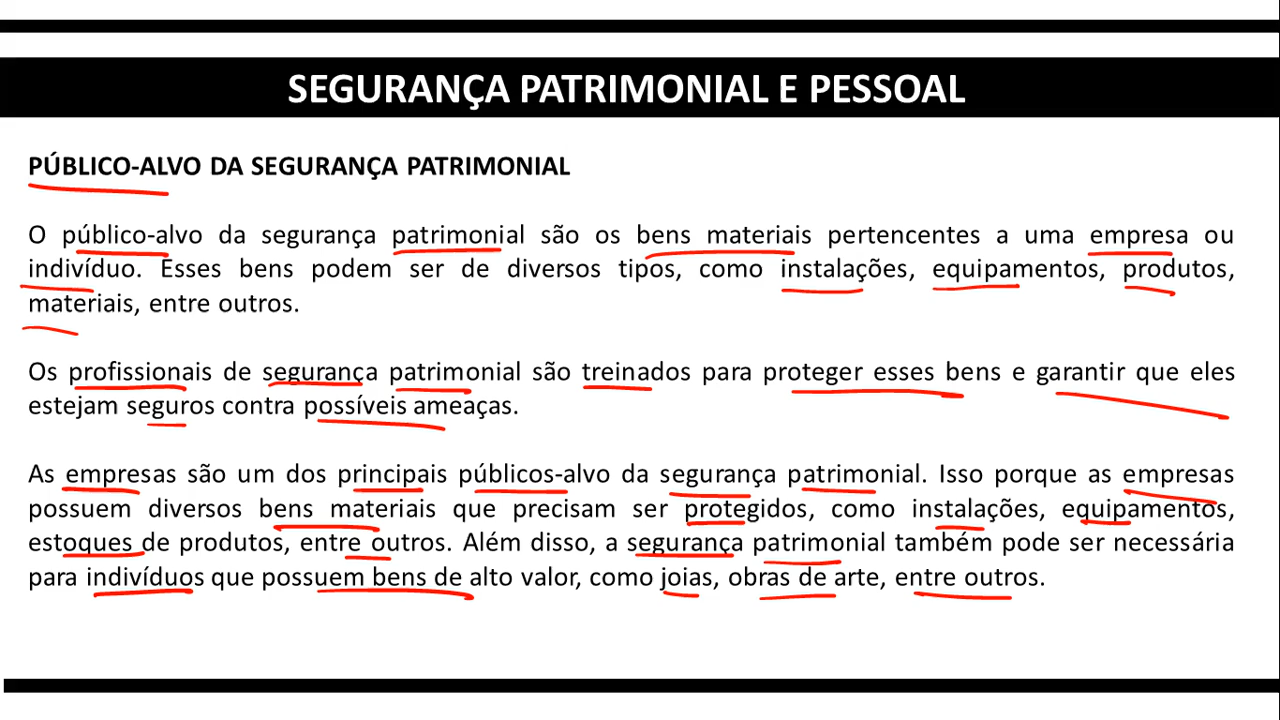 SEGURANÇA PATRIMONIAL E PESSOAL
PÚBLICO-ALVO DA SEGURANÇA PATRIMONIAL
O público-alvo da segurança patrimonial são os bens materiais pertencentes a uma empresa ou
indivíduo. Esses bens podem ser de diversos tipos, como instalações, equipamentos, produtos,
materiais, entre outros.
Os profissionais de segurança patrimonial são treinados para proteger esses bens e garantir que eles
estejam seguros contra possíveis ameaças.
As empresas são um dos principais públicos-alvo da segurança patrimonial. Isso porque as empresas
possuem diversos bens materiais que precisam ser protegidos, como instalações, equipamentos,
estoques de produtos, entre outros. Além disso, a segurança patrimonial também pode ser necessária
para indivíduos que possuem bens de alto valor, como joias, obras de arte, entre outros.